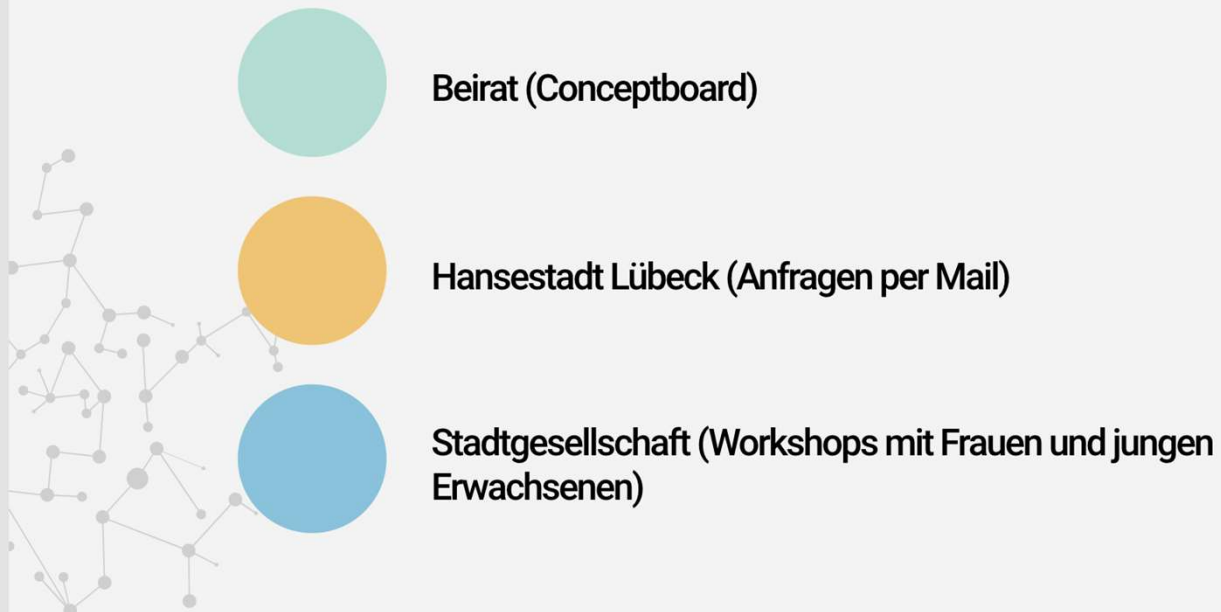 Beirat (Conceptboard)
Hansestadt Lübeck (Anfragen per Mail)
Stadtgesellschaft (Workshops mit Frauen und jungen
Erwachsenen)